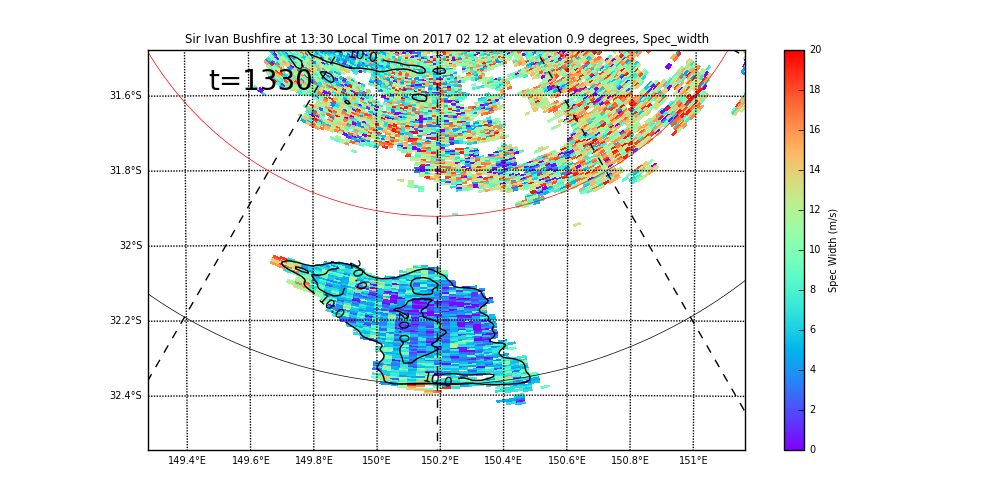 Sir Ivan Bushfire at 13:30 Local Time on 2017 02 12 at elevation 0.9 degrees, Spec_width
t=1330
10.0
31.6°S
31.8°S
32°S
32.2°S
32.4°S
10.0
20.0
10.0
149.4°E 149.6°E 149.8°E 150°E 150.2°E 150.4°E 150.6°E 150.8°E 151°E
20
18
16
14
12
10
8
6
4
2
0
Spec Width (m/s)